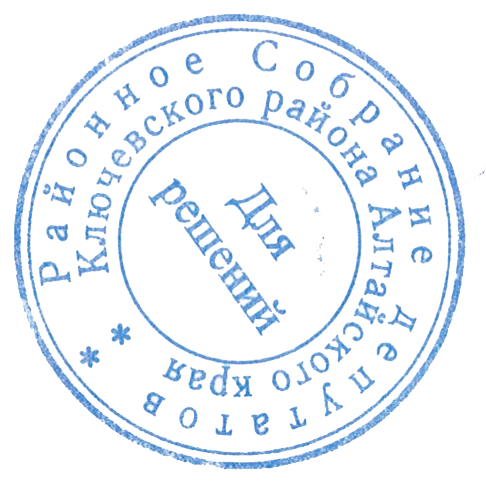 Районное Собрание депутатов *
Ключевского района Алтайского края *
Для
решений